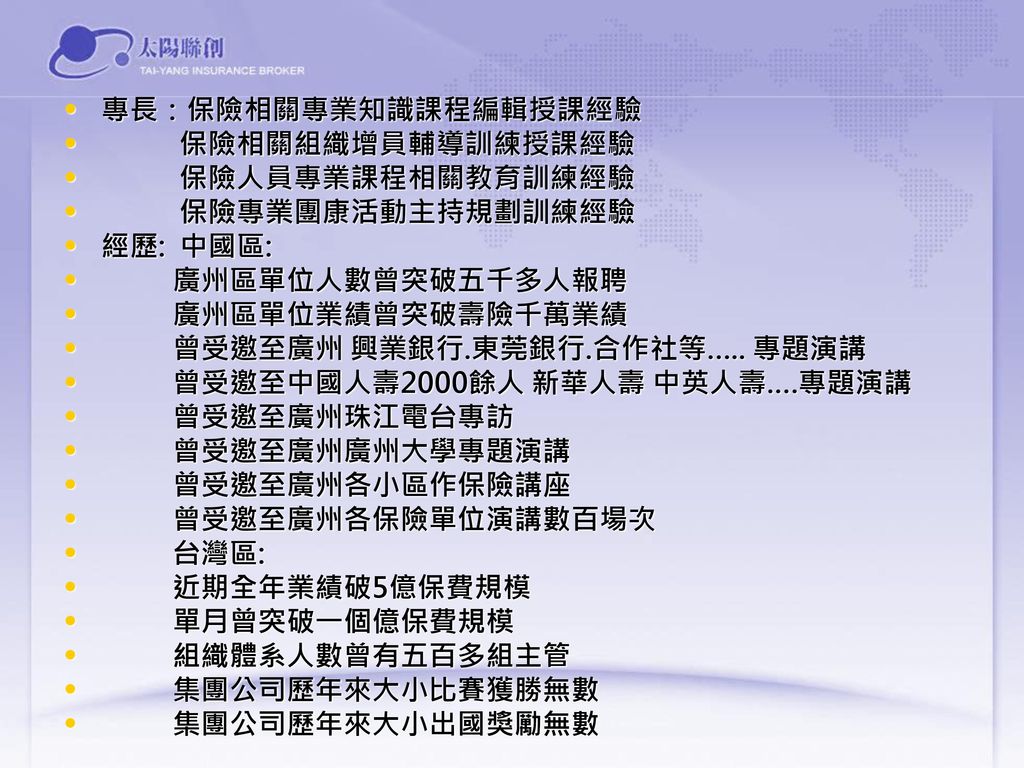 太陽聯創
TAI-YANG INSURANCE BROKER
• 專長：保險相關專業知識課程編輯授課經驗
• 保險相關組織增員輔導訓練授課經驗
• 保險人員專業課程相關教育訓練經驗
• 保險專業團康活動主持規劃訓練經驗
• 經歷: 中國區:
• 廣州區單位人數曾突破五千多人報聘
• 廣州區單位業績曾突破壽險千萬業績
• 曾受邀至廣州 興業銀行.東莞銀行.合作社等..... 專題演講
• 曾受邀至中國人壽2000餘人 新華人壽 中英人壽....專題演講
• 曾受邀至廣州珠江電台專訪
• 曾受邀至廣州廣州大學專題演講
• 曾受邀至廣州各小區作保險講座
• 曾受邀至廣州各保險單位演講數百場次
• 台灣區:
• 近期全年業績破5億保費規模
• 單月曾突破一個億保費規模
• 組織體系人數曾有五百多組主管
• 集團公司歷年來大小比賽獲勝無數
• 集團公司歷年來大小出國獎勵無數